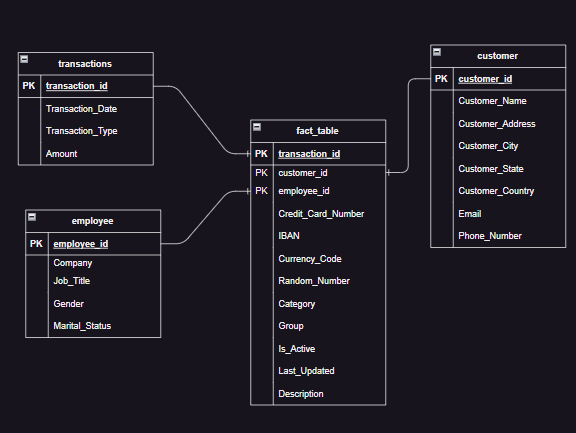 transactions
PK transaction_id
Transaction_Date
Transaction_Type
Amount
employee
PK employee_id
Company
Job_Title
Gender
Marital_Status
fact_table
PK transaction_id
PK customer_id
PK employee_id
Credit_Card_Number
IBAN
Currency_Code
Random_Number
Category
Group
Is_Active
Last_Updated
Description
customer
PK customer_id
Customer_Name
Customer_Address
Customer_City
Customer_State
Customer_Country
Email
Phone_Number